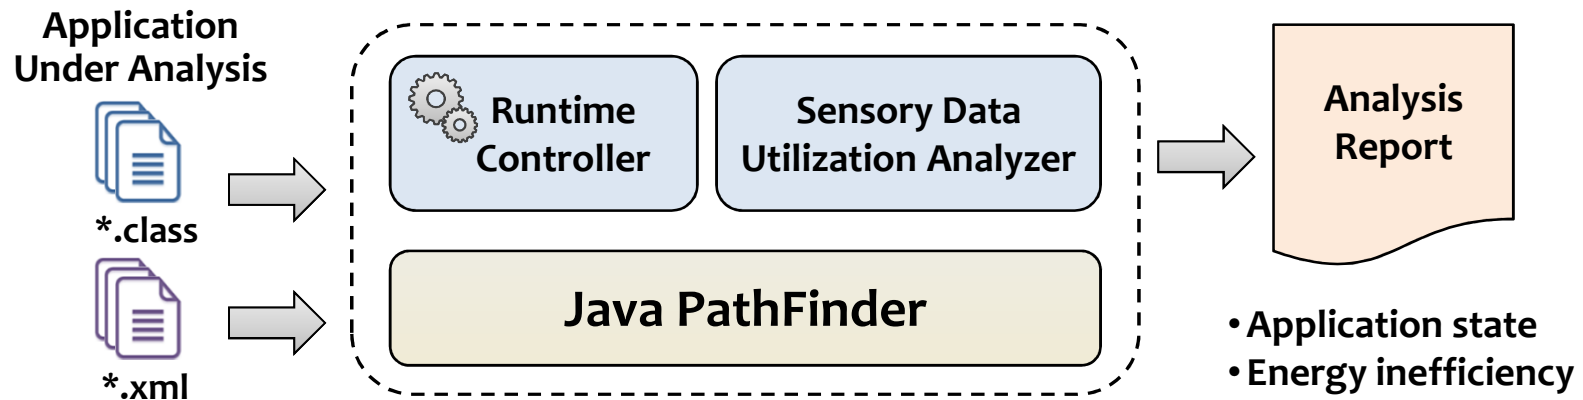 Application
Under Analysis
*.class
*.xml
Runtime
Controller
Sensory Data
Utilization Analyzer
Java PathFinder
Analysis
Report
• Application state
• Energy inefficiency